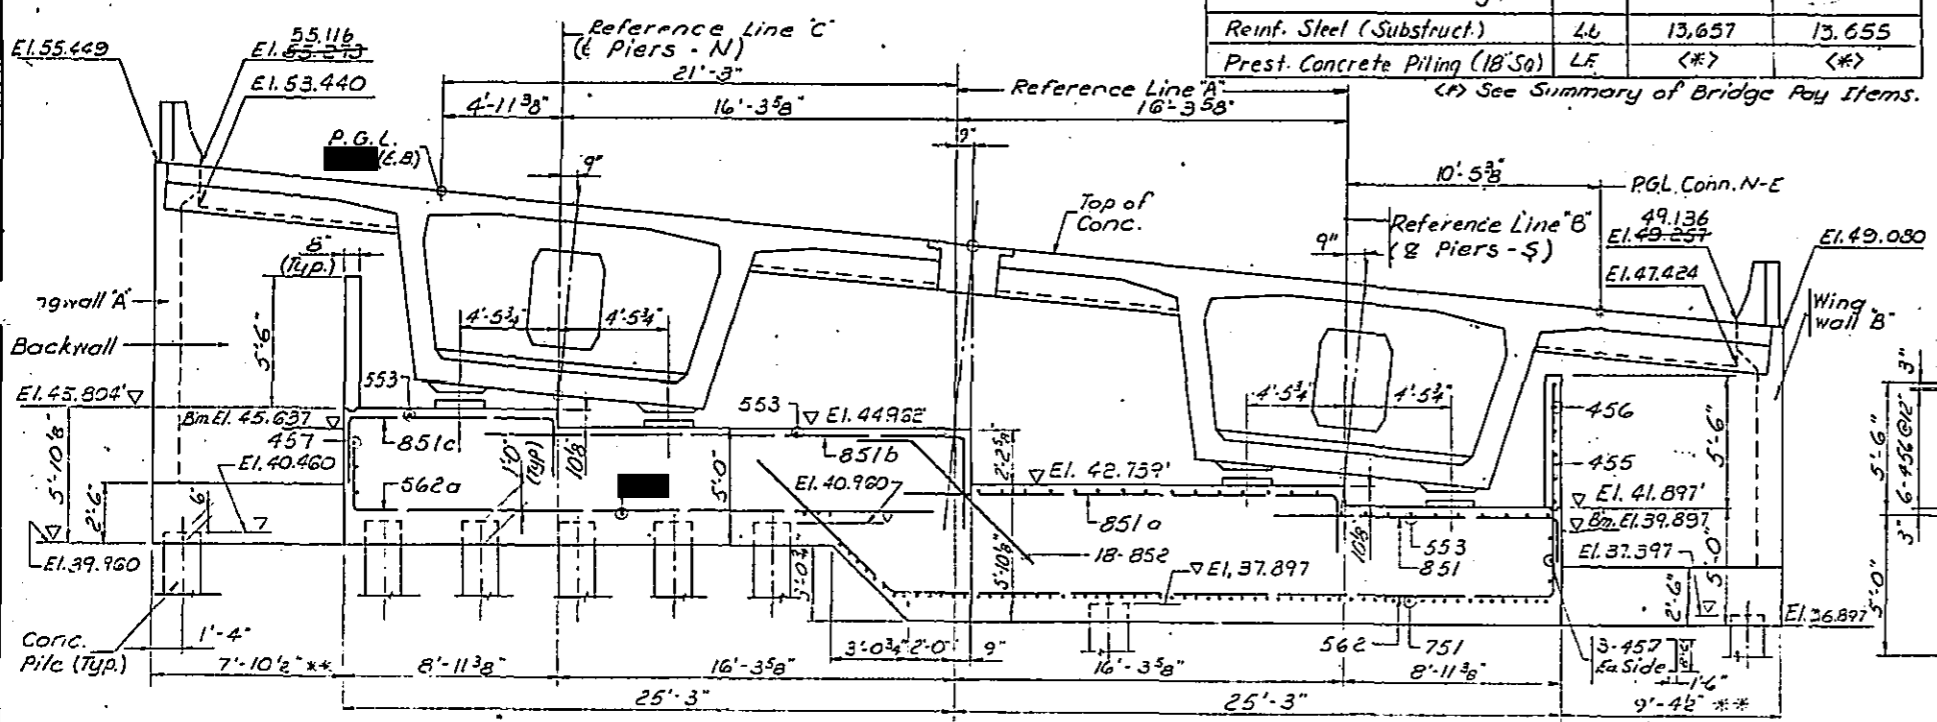 Reinf. Steel (Substruct.) Lb 13,657 13,655
Prest. Concrete Piling (18" Sq) L.F. <*> <*>
<*> See Summary of Bridge Pay Items.
Reference Line "C"
(℄ Piers - N)
El. 55.449
55.116
El. 55.273
El. 53.440
21'-3"
4'-11 3/8"
16'-3 5/8"
Reference Line "A"
16'-3 5/8"
P.G.L.
(E.B.)
9"
9"
10'-5 3/8"
P.G.L. Conn. N-E
Top of
Conc.
Reference Line "B"
(℄ Piers - S)
9"
49.136
El. 49.257
El. 49.080
El. 47.424
8"
(Typ.)
ngwall "A"
Backwall
5'-6"
4'-5 3/4"
4'-5 3/4"
Wing
wall "B"
El. 45.804'
Bm. El. 45.637
553
457
851c
El. 40.460
562a
5'-10 1/8"
2'-6"
6"
El. 39.960
1'-0"
(Typ)
10 1/8"
5'-0"
553
El. 44.982'
851b
El. 40.960
2'-2 5/8"
El. 42.739'
851a
18-852
5'-10 1/8"
3'-0 3/4"
El. 37.897
4'-5 3/4"
4'-5 3/4"
10 1/8"
456
455
5'-6"
El. 41.897'
Bm. El. 39.897
553
851
El. 37.397
2'-6"
5'-0"
El. 36.897
5'-6"
3"
6-456@12"
3"
5'-0"
Conc.
Pile (Typ.)
1'-4"
3'-0 3/4"
2'-0"
9"
562
751
3-457
Ea Side
1'-6"
7'-10 1/2" **
8'-11 3/8"
16'-3 5/8"
16'-3 5/8"
8'-11 3/8"
25'-3"
25'-3"
9'-4 1/2" **